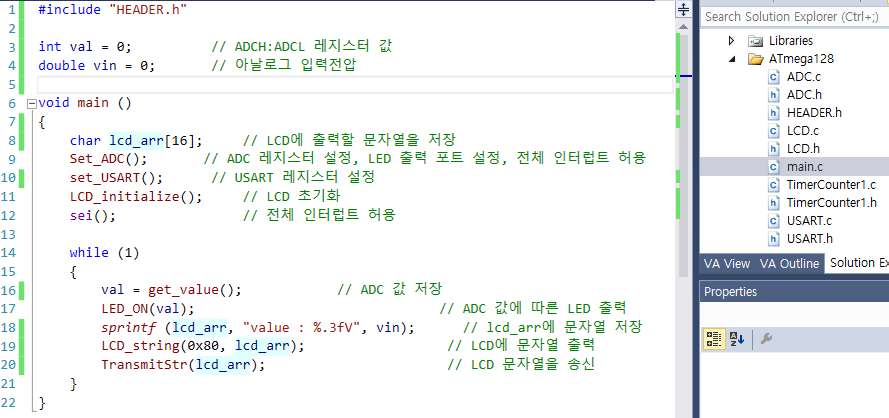 1 #include "HEADER.h"
2
3 int val = 0; // ADCH:ADCL 레지스터 값
4 double vin = 0; // 아날로그 입력전압
5
6 void main ()
7 {
8 char lcd_arr[16]; // LCD에 출력할 문자열을 저장
9 Set_ADC(); // ADC 레지스터 설정, LED 출력 포트 설정, 전체 인터럽트 허용
10 set_USART(); // USART 레지스터 설정
11 LCD_initialize(); // LCD 초기화
12 sei(); // 전체 인터럽트 허용
13
14 while (1)
15 {
16 val = get_value(); // ADC 값 저장
17 LED_ON(val); // ADC 값에 따른 LED 출력
18 sprintf (lcd_arr, "value : %.3fV", vin); // lcd_arr에 문자열 저장
19 LCD_string(0x80, lcd_arr); // LCD에 문자열 출력
20 TransmitStr(lcd_arr); // LCD 문자열을 송신
21 }
22 }
Search Solution Explorer (Ctrl+;)
Libraries
ATmega128
ADC.c
ADC.h
HEADER.h
LCD.c
LCD.h
main.c
TimerCounter1.c
TimerCounter1.h
USART.c
USART.h
VA View VA Outline Solution Ex
Properties